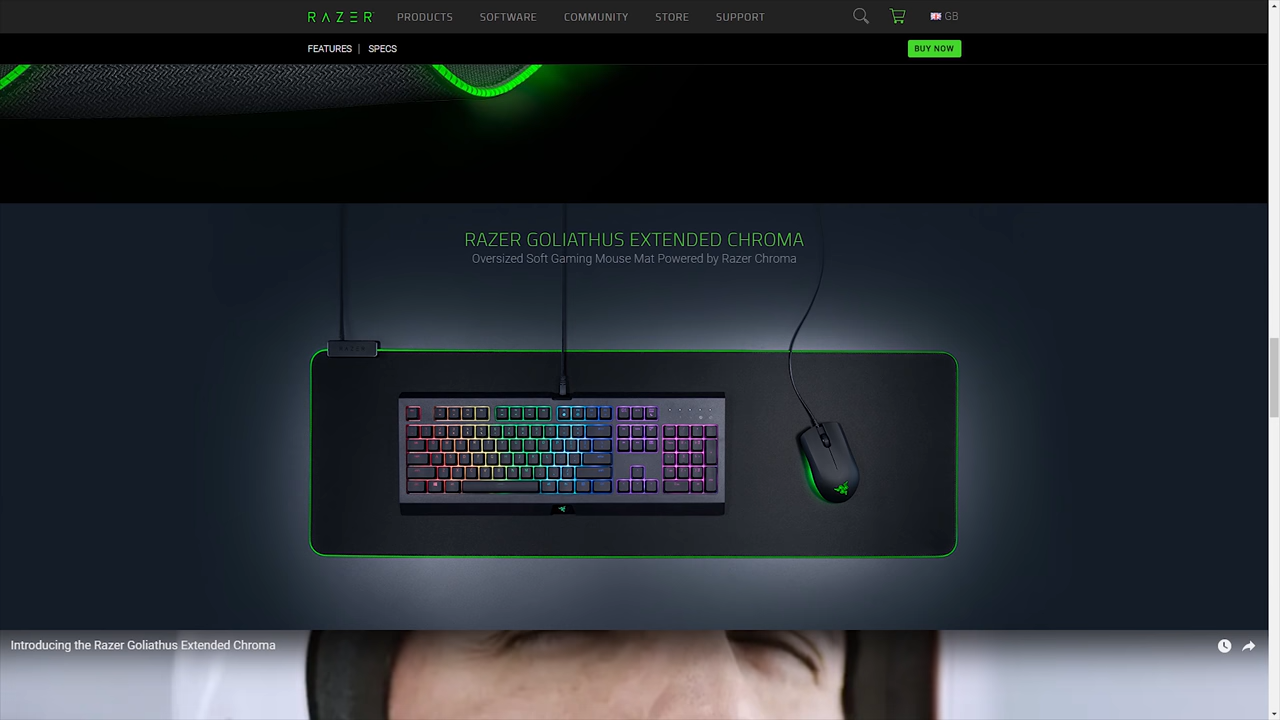 RAZER PRODUCTS SOFTWARE COMMUNITY STORE SUPPORT GB
FEATURES | SPECS BUY NOW
RAZER GOLIATHUS EXTENDED CHROMA
Oversized Soft Gaming Mouse Mat Powered by Razer Chroma
RAZER
Introducing the Razer Goliathus Extended Chroma